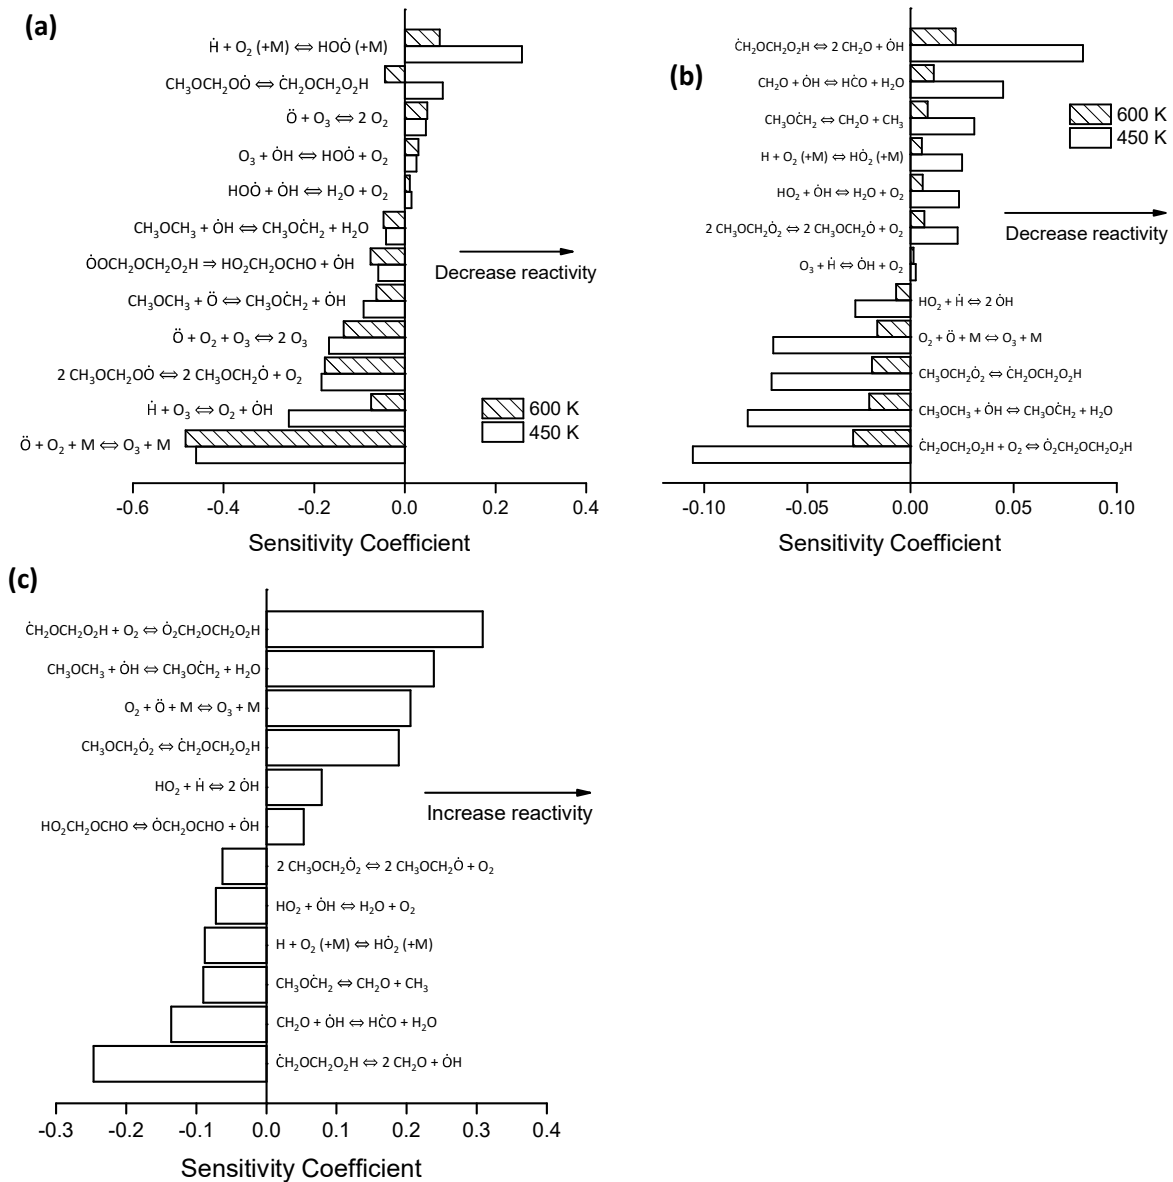 (a)
Ḣ + O₂ (+M) ⇔ HOȮ (+M)
CH₃OCH₂OȮ ⇔ ĊH₂OCH₂O₂H
Ö + O₃ ⇔ 2 O₂
O₃ + ȮH ⇔ HOȮ + O₂
HOȮ + ȮH ⇔ H₂O + O₂
CH₃OCH₃ + ȮH ⇔ CH₃OĊH₂ + H₂O
ȮOCH₂OCH₂O₂H ⇒ HO₂CH₂OCHO + ȮH
CH₃OCH₃ + Ö ⇔ CH₃OĊH₂ + ȮH
Ö + O₂ + O₃ ⇔ 2 O₃
2 CH₃OCH₂OȮ ⇔ 2 CH₃OCH₂Ȯ + O₂
Ḣ + O₃ ⇔ O₂ + ȮH
Ö + O₂ + M ⇔ O₃ + M
Decrease reactivity
600 K
450 K
-0.6 -0.4 -0.2 0.0 0.2 0.4
Sensitivity Coefficient
(b)
ĊH₂OCH₂O₂H ⇔ 2 CH₂O + ȮH
CH₂O + ȮH ⇔ HĊO + H₂O
CH₃OĊH₂ ⇔ CH₂O + CH₃
H + O₂ (+M) ⇔ HȮ₂ (+M)
HO₂ + ȮH ⇔ H₂O + O₂
2 CH₃OCH₂Ȯ₂ ⇔ 2 CH₃OCH₂Ȯ + O₂
O₃ + Ḣ ⇔ ȮH + O₂
HO₂ + Ḣ ⇔ 2 ȮH
O₂ + Ö + M ⇔ O₃ + M
CH₃OCH₂Ȯ₂ ⇔ ĊH₂OCH₂O₂H
CH₃OCH₃ + ȮH ⇔ CH₃OĊH₂ + H₂O
ĊH₂OCH₂O₂H + O₂ ⇔ Ȯ₂CH₂OCH₂O₂H
600 K
450 K
Decrease reactivity
-0.10 -0.05 0.00 0.05 0.10
Sensitivity Coefficient
(c)
ĊH₂OCH₂O₂H + O₂ ⇔ Ȯ₂CH₂OCH₂O₂H
CH₃OCH₃ + ȮH ⇔ CH₃OĊH₂ + H₂O
O₂ + Ö + M ⇔ O₃ + M
CH₃OCH₂Ȯ₂ ⇔ ĊH₂OCH₂O₂H
HO₂ + Ḣ ⇔ 2 ȮH
HO₂CH₂OCHO ⇔ ȮCH₂OCHO + ȮH
2 CH₃OCH₂Ȯ₂ ⇔ 2 CH₃OCH₂Ȯ + O₂
HO₂ + ȮH ⇔ H₂O + O₂
H + O₂ (+M) ⇔ HȮ₂ (+M)
CH₃OĊH₂ ⇔ CH₂O + CH₃
CH₂O + ȮH ⇔ HĊO + H₂O
ĊH₂OCH₂O₂H ⇔ 2 CH₂O + ȮH
Increase reactivity
-0.3 -0.2 -0.1 0.0 0.1 0.2 0.3 0.4
Sensitivity Coefficient